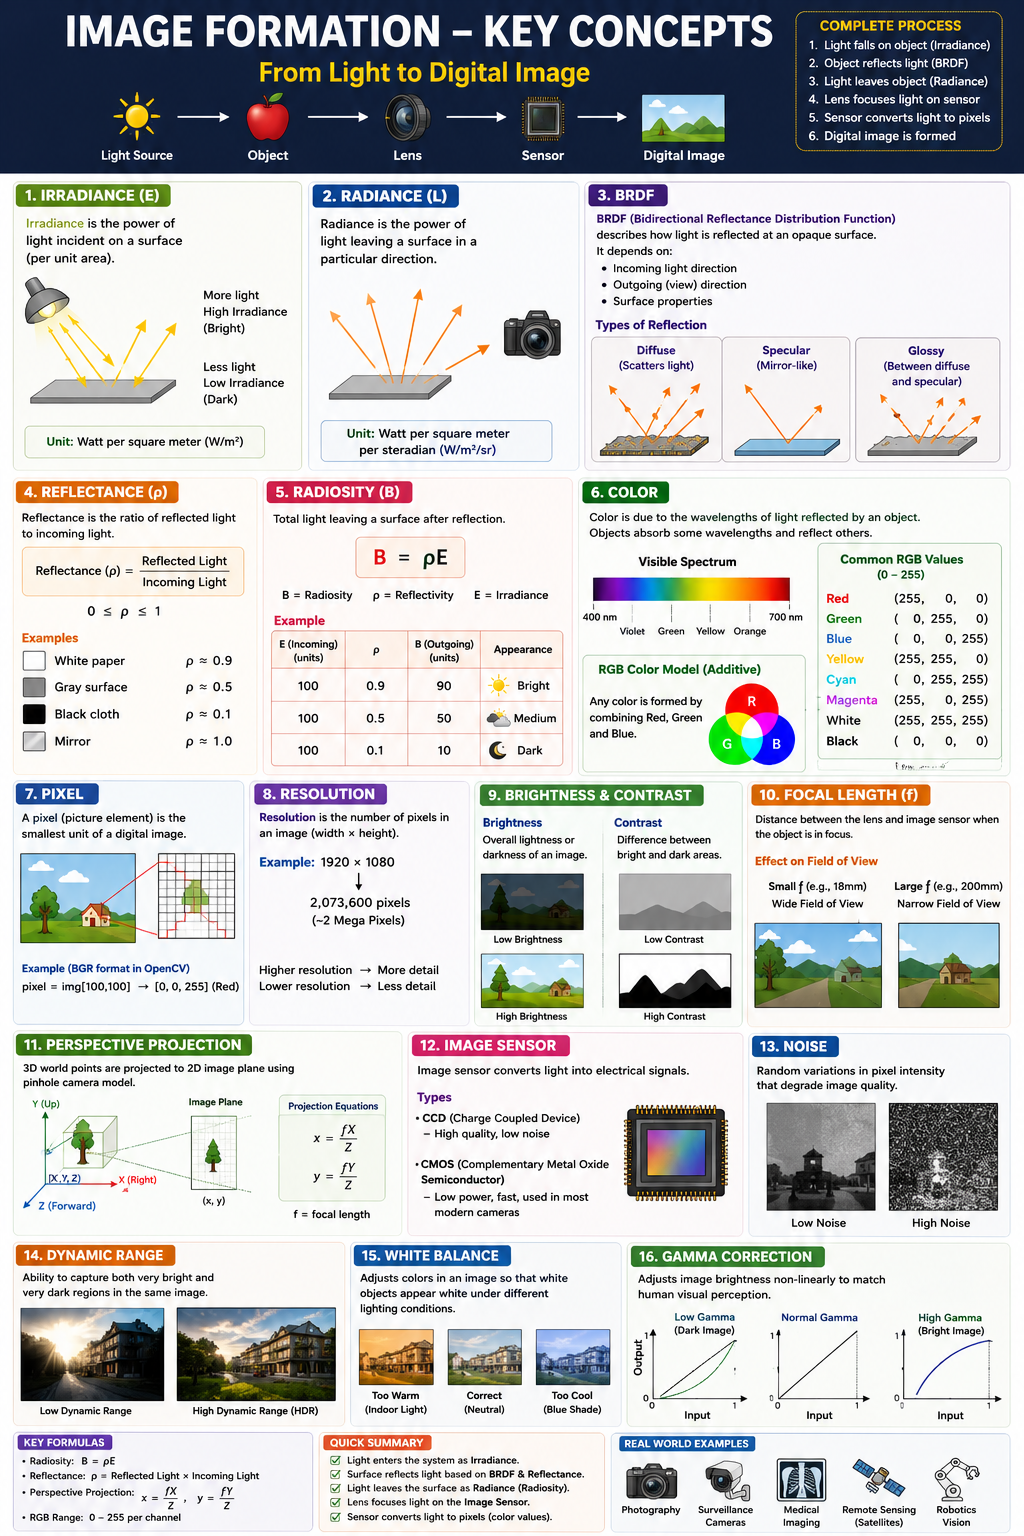 IMAGE FORMATION – KEY CONCEPTS
From Light to Digital Image
Light Source
Object
Lens
Sensor
Digital Image
COMPLETE PROCESS
1. Light falls on object (Irradiance)
2. Object reflects light (BRDF)
3. Light leaves object (Radiance)
4. Lens focuses light on sensor
5. Sensor converts light to pixels
6. Digital image is formed
1. IRRADIANCE (E)
Irradiance is the power of
light incident on a surface
(per unit area).
More light
High Irradiance
(Bright)
Less light
Low Irradiance
(Dark)
Unit: Watt per square meter (W/m²)
2. RADIANCE (L)
Radiance is the power of
light leaving a surface in a
particular direction.
Unit: Watt per square meter
per steradian (W/m²/sr)
3. BRDF
BRDF (Bidirectional Reflectance Distribution Function)
describes how light is reflected at an opaque surface.
It depends on:
• Incoming light direction
• Outgoing (view) direction
• Surface properties
Types of Reflection
Diffuse
(Scatters light)
Specular
(Mirror-like)
Glossy
(Between diffuse
and specular)
4. REFLECTANCE (ρ)
Reflectance is the ratio of reflected light
to incoming light.
Reflectance (ρ) = Reflected Light
Incoming Light
0 ≤ ρ ≤ 1
Examples
White paper ρ ≈ 0.9
Gray surface ρ ≈ 0.5
Black cloth ρ ≈ 0.1
Mirror ρ ≈ 1.0
5. RADIOSITY (B)
Total light leaving a surface after reflection.
B = ρE
B = Radiosity ρ = Reflectivity E = Irradiance
Example
E (Incoming) (units) ρ B (Outgoing) (units) Appearance
100 0.9 90 Bright
100 0.5 50 Medium
100 0.1 10 Dark
6. COLOR
Color is due to the wavelengths of light reflected by an object.
Objects absorb some wavelengths and reflect others.
Visible Spectrum
400 nm 700 nm
Violet Green Yellow Orange
RGB Color Model (Additive)
Any color is formed by
combining Red, Green
and Blue.
R
G
B
Common RGB Values
(0 – 255)
Red (255, 0, 0)
Green ( 0, 255, 0)
Blue ( 0, 0, 255)
Yellow (255, 255, 0)
Cyan ( 0, 255, 255)
Magenta (255, 0, 255)
White (255, 255, 255)
Black ( 0, 0, 0)
7. PIXEL
A pixel (picture element) is the
smallest unit of a digital image.
Example (BGR format in OpenCV)
pixel = img[100,100] → [0, 0, 255] (Red)
8. RESOLUTION
Resolution is the number of pixels in
an image (width × height).
Example: 1920 × 1080
↓
2,073,600 pixels
(~2 Mega Pixels)
Higher resolution → More detail
Lower resolution → Less detail
9. BRIGHTNESS & CONTRAST
Brightness
Overall lightness or
darkness of an image.
Low Brightness
High Brightness
Contrast
Difference between
bright and dark areas.
Low Contrast
High Contrast
10. FOCAL LENGTH (f)
Distance between the lens and image sensor when
the object is in focus.
Effect on Field of View
Small f (e.g., 18mm)
Wide Field of View
Large f (e.g., 200mm)
Narrow Field of View
11. PERSPECTIVE PROJECTION
3D world points are projected to 2D image plane using
pinhole camera model.
Y (Up)
(X, Y, Z)
X (Right)
Z (Forward)
Image Plane
(x, y)
Projection Equations
x = fX
Z
y = fY
Z
f = focal length
12. IMAGE SENSOR
Image sensor converts light into electrical signals.
Types
• CCD (Charge Coupled Device)
– High quality, low noise
• CMOS (Complementary Metal Oxide
Semiconductor)
– Low power, fast, used in most
modern cameras
13. NOISE
Random variations in pixel intensity
that degrade image quality.
Low Noise
High Noise
14. DYNAMIC RANGE
Ability to capture both very bright and
very dark regions in the same image.
Low Dynamic Range
High Dynamic Range (HDR)
15. WHITE BALANCE
Adjusts colors in an image so that white
objects appear white under different
lighting conditions.
Too Warm
(Indoor Light)
Correct
(Neutral)
Too Cool
(Blue Shade)
16. GAMMA CORRECTION
Adjusts image brightness non-linearly to match
human visual perception.
Low Gamma
(Dark Image)
Output
1
0
0 1
Input
Normal Gamma
1
0
0 1
Input
High Gamma
(Bright Image)
1
0
0 1
Input
KEY FORMULAS
• Radiosity: B = ρE
• Reflectance: ρ = Reflected Light × Incoming Light
• Perspective Projection: x = fX/Z , y = fY/Z
• RGB Range: 0 – 255 per channel
QUICK SUMMARY
Light enters the system as Irradiance.
Surface reflects light based on BRDF & Reflectance.
Light leaves the surface as Radiance (Radiosity).
Lens focuses light on the Image Sensor.
Sensor converts light to pixels (color values).
REAL WORLD EXAMPLES
Photography
Surveillance
Cameras
Medical
Imaging
Remote Sensing
(Satellites)
Robotics
Vision